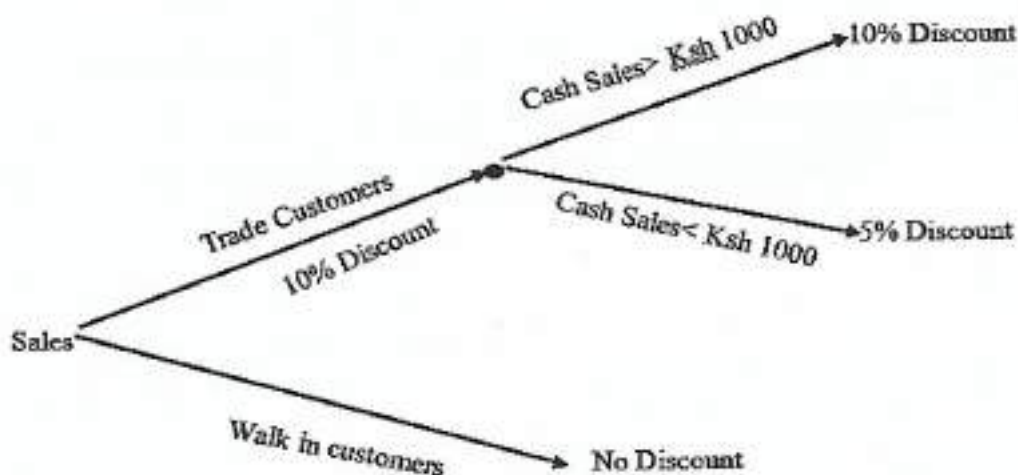 Cash Sales> Ksh 1000
10% Discount
Trade Customers
10% Discount
Cash Sales< Ksh 1000
5% Discount
Sales
Walk in customers
No Discount